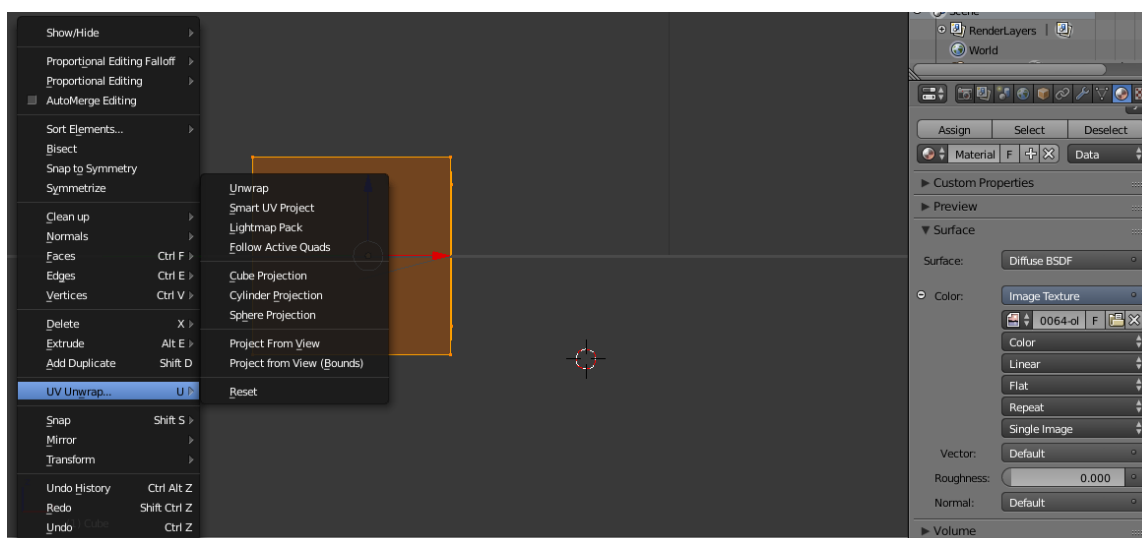 Show/Hide
Proportional Editing Falloff
Proportional Editing
AutoMerge Editing
Sort Elements...
Bisect
Snap to Symmetry
Symmetrize
Clean up
Normals
Faces Ctrl F
Edges Ctrl E
Vertices Ctrl V
Delete X
Extrude Alt E
Add Duplicate Shift D
UV Unwrap... U
Snap Shift S
Mirror
Transform
Undo History Ctrl Alt Z
Redo Shift Ctrl Z
Undo Ctrl Z
Cube
Unwrap
Smart UV Project
Lightmap Pack
Follow Active Quads
Cube Projection
Cylinder Projection
Sphere Projection
Project From View
Project from View (Bounds)
Reset
Scene
RenderLayers
World
Assign Select Deselect
Material F Data
Custom Properties
Preview
Surface
Surface: Diffuse BSDF
Color: Image Texture
0064-ol F
Color
Linear
Flat
Repeat
Single Image
Vector: Default
Roughness: 0.000
Normal: Default
Volume